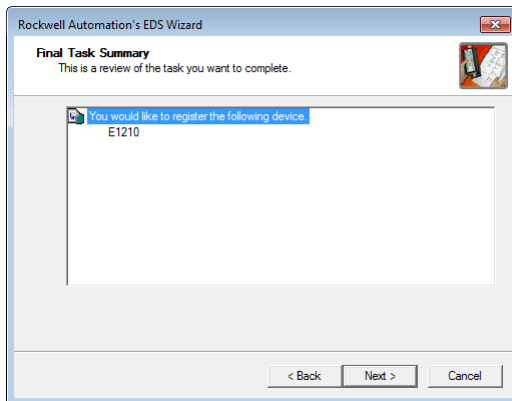 Rockwell Automation's EDS Wizard
Final Task Summary
This is a review of the task you want to complete.
You would like to register the following device.
E1210
< Back
Next >
Cancel